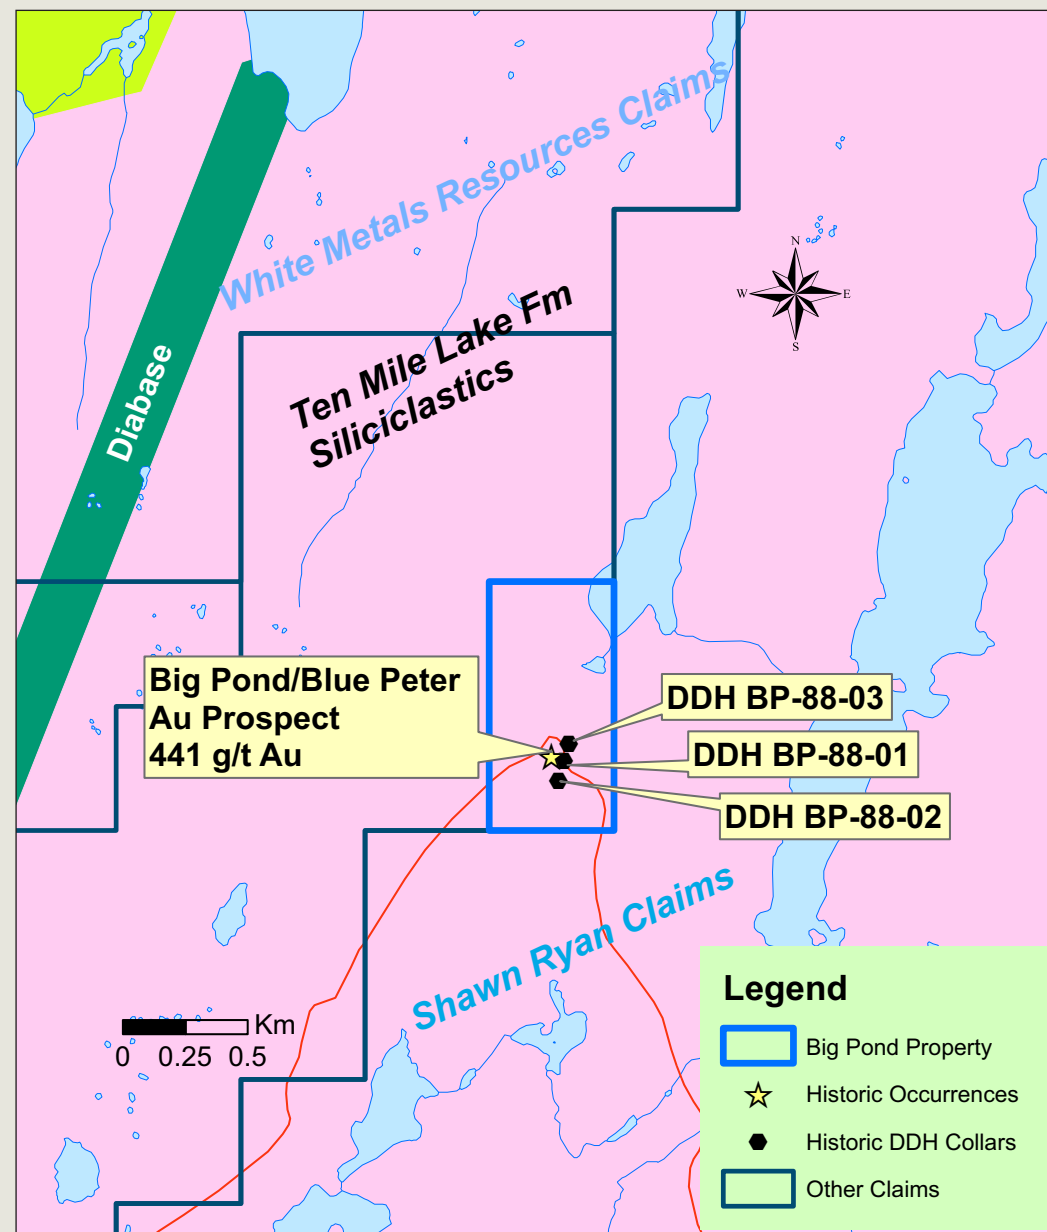 White Metals Resources Claims
N
W
E
S
Ten Mile Lake Fm
Siliciclastics
Diabase
Big Pond/Blue Peter
Au Prospect
441 g/t Au
DDH BP-88-03
DDH BP-88-01
DDH BP-88-02
Shawn Ryan Claims
Km
0 0.25 0.5
Legend
Big Pond Property
Historic Occurrences
Historic DDH Collars
Other Claims